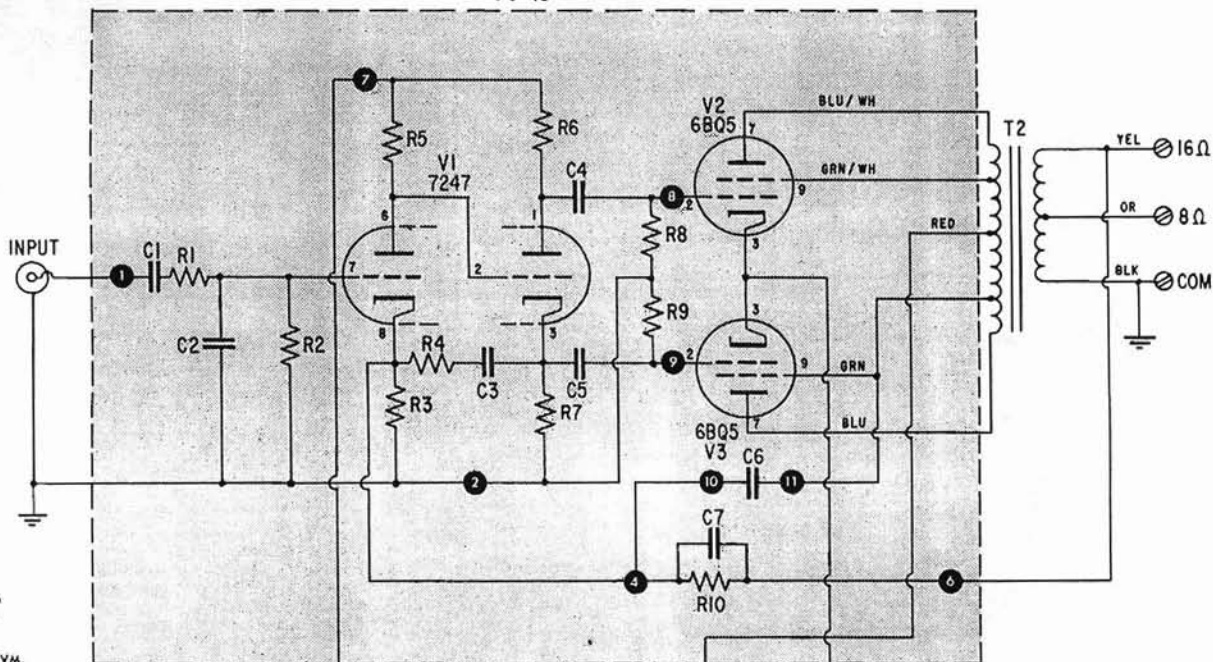 7
BLU/WH
V2
6BQ5
7
T2
R5
R6
YEL
16Ω
V1
7247
C4
GRN/WH
8
2
9
6
1
RED
OR
8Ω
R8
INPUT
C1
R1
3
1
7
2
BLK
COM
R9
C2
R2
8
3
3
R4
C3
C5
9
2
9
GRN
R3
R7
7
BLU
6BQ5
V3
C6
2
10
11
C7
4
R10
6